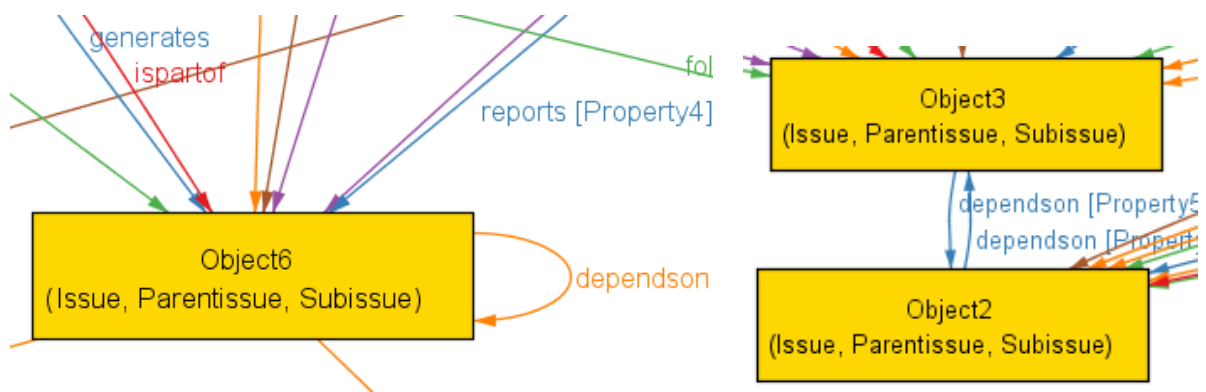 generates
ispartof
fol
reports [Property4]
Object6
(Issue, Parentissue, Subissue)
dependson
Object3
(Issue, Parentissue, Subissue)
dependson [Property5
dependson [Property
Object2
(Issue, Parentissue, Subissue)